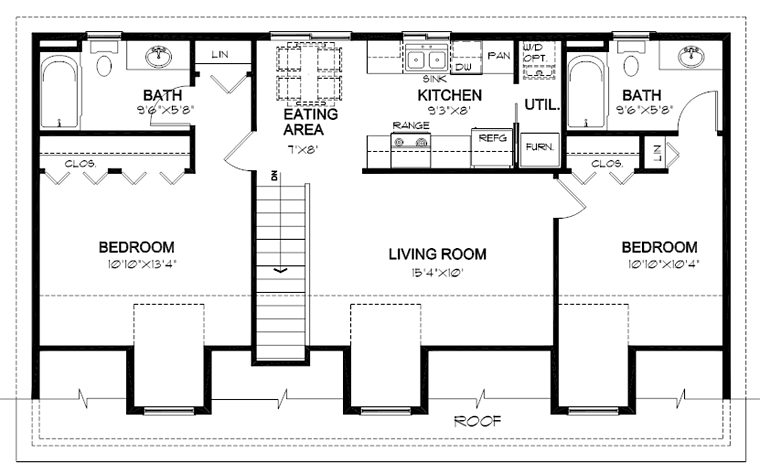 LIN
BATH
9'6"X5'8"
EATING
AREA
7'X8'
SINK
DW
PAN
KITCHEN
9'3"X8'
RANGE
REFG
W/D
OPT.
UTIL.
FURN.
BATH
9'6"X5'8"
LIN
CLOS.
CLOS.
DN
BEDROOM
10'10"X13'4"
LIVING ROOM
15'4"X10'
BEDROOM
10'10"X10'4"
ROOF